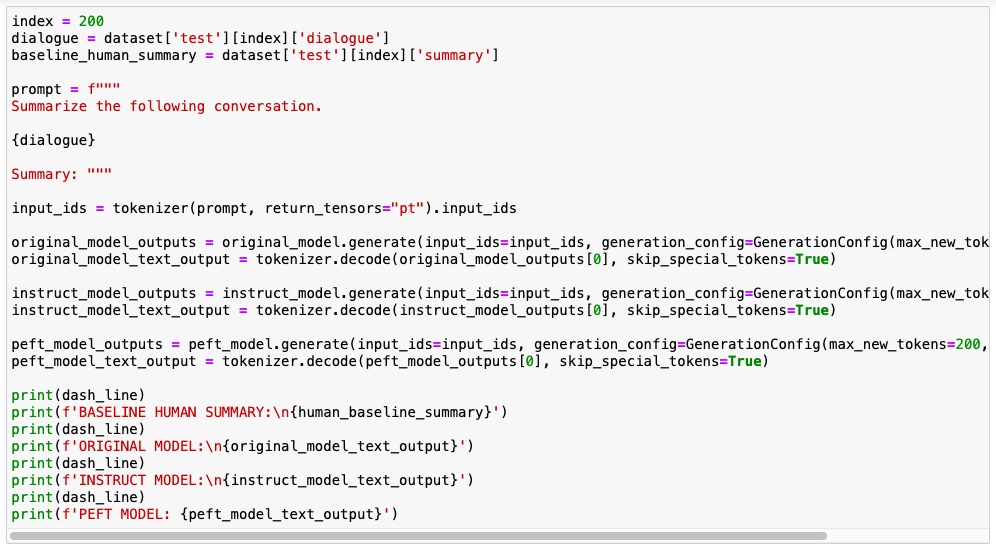 index = 200
dialogue = dataset['test'][index]['dialogue']
baseline_human_summary = dataset['test'][index]['summary']
prompt = f"""
Summarize the following conversation.
{dialogue}
Summary: """
input_ids = tokenizer(prompt, return_tensors="pt").input_ids
original_model_outputs = original_model.generate(input_ids=input_ids, generation_config=GenerationConfig(max_new_tok
original_model_text_output = tokenizer.decode(original_model_outputs[0], skip_special_tokens=True)
instruct_model_outputs = instruct_model.generate(input_ids=input_ids, generation_config=GenerationConfig(max_new_tok
instruct_model_text_output = tokenizer.decode(instruct_model_outputs[0], skip_special_tokens=True)
peft_model_outputs = peft_model.generate(input_ids=input_ids, generation_config=GenerationConfig(max_new_tokens=200,
peft_model_text_output = tokenizer.decode(peft_model_outputs[0], skip_special_tokens=True)
print(dash_line)
print(f'BASELINE HUMAN SUMMARY:\n{human_baseline_summary}')
print(dash_line)
print(f'ORIGINAL MODEL:\n{original_model_text_output}')
print(dash_line)
print(f'INSTRUCT MODEL:\n{instruct_model_text_output}')
print(dash_line)
print(f'PEFT MODEL: {peft_model_text_output}')